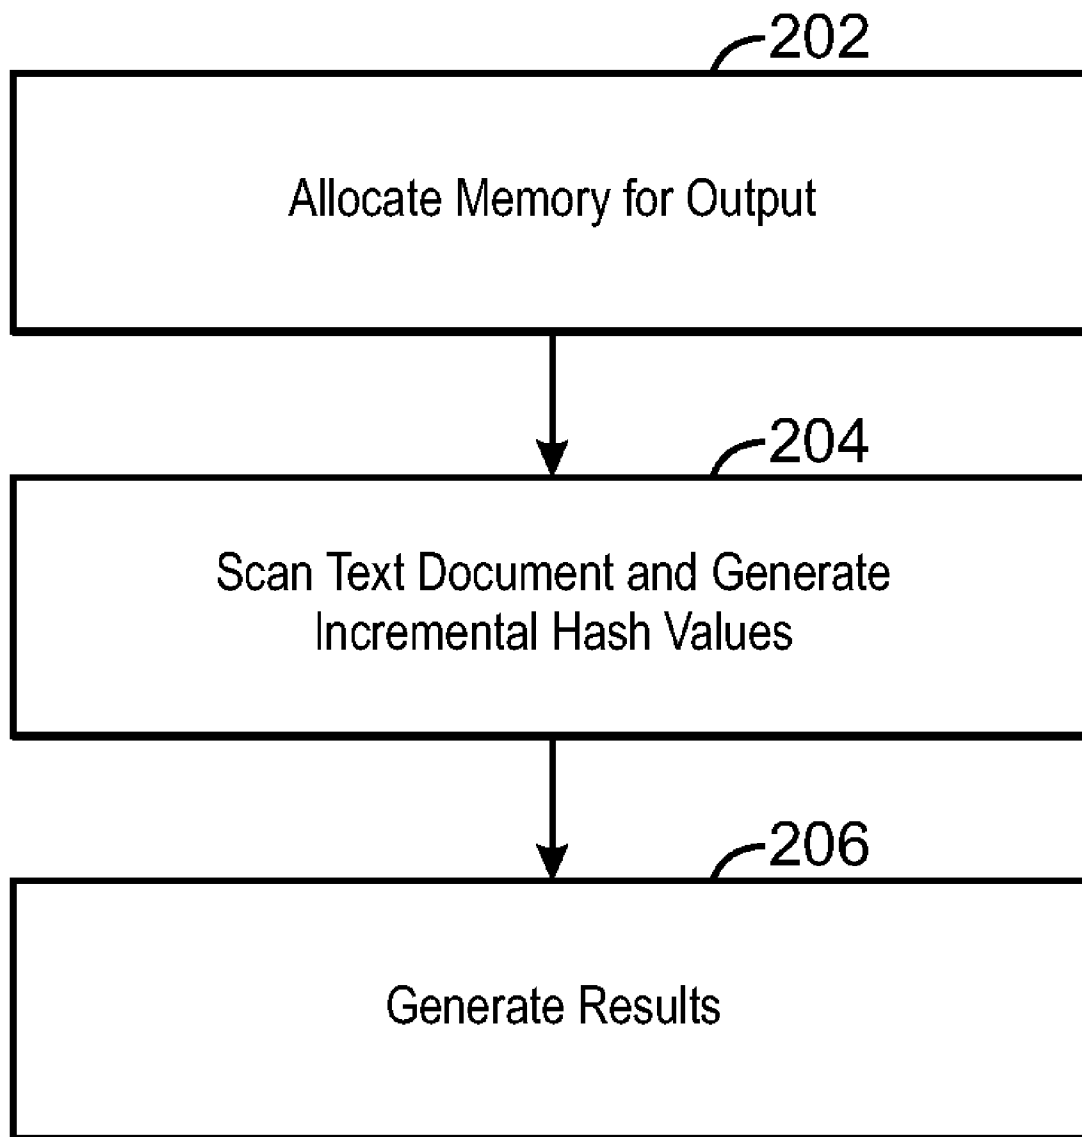 202
Allocate Memory for Output
204
Scan Text Document and Generate
Incremental Hash Values
206
Generate Results